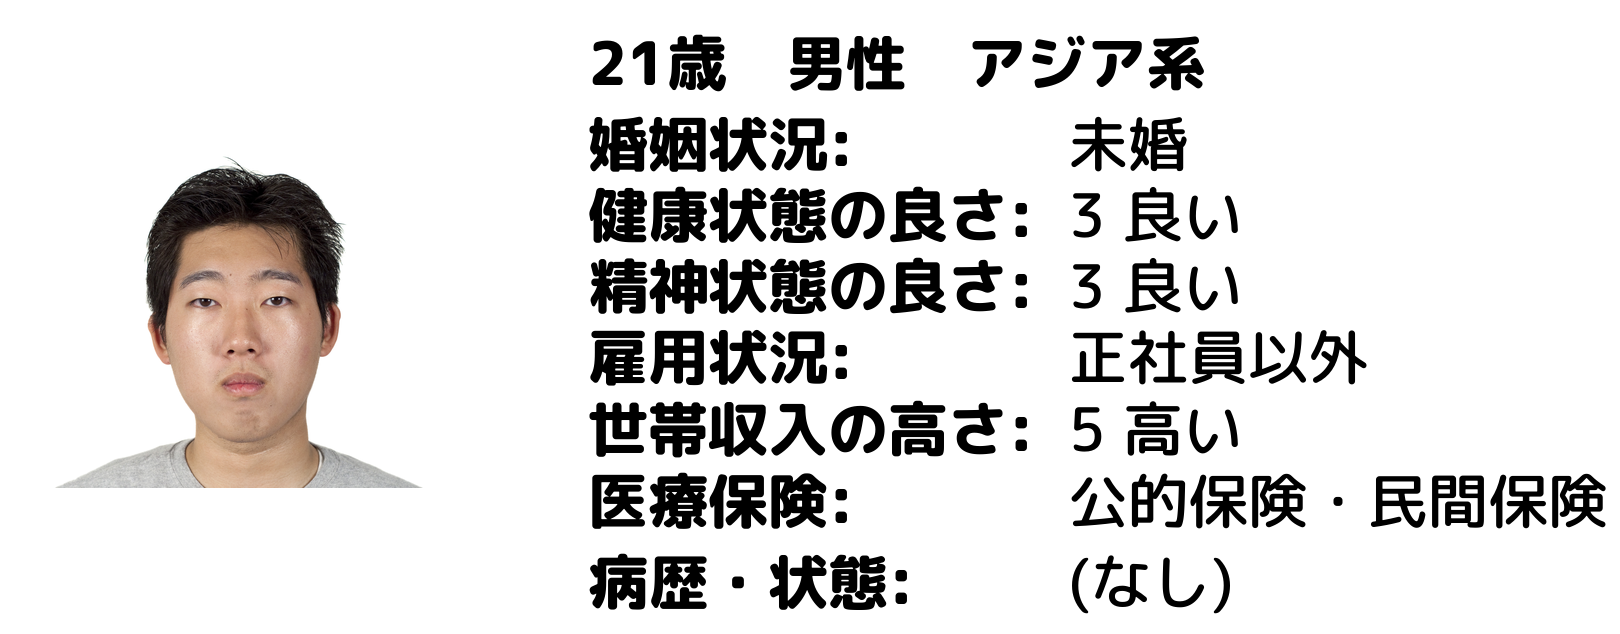 21歳　男性　アジア系
婚姻状況: 未婚
健康状態の良さ: 3 良い
精神状態の良さ: 3 良い
雇用状況: 正社員以外
世帯収入の高さ: 5 高い
医療保険: 公的保険・民間保険
病歴・状態: (なし)